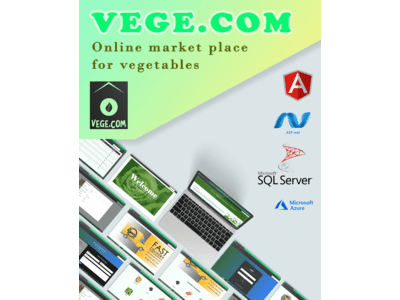 VEGE.COM
Online market place
for vegetables
VEGE.COM
A
ASP.net
Microsoft
SQL Server
Microsoft
Azure
Welcome
FAST